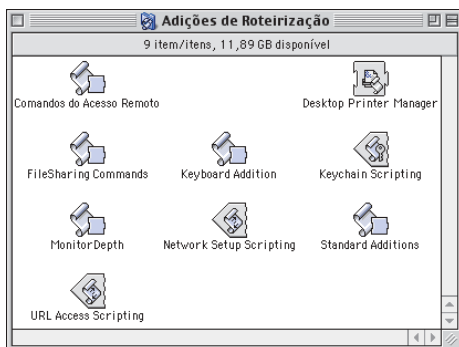 Adições de Roteirização
9 item/itens, 11,89 GB disponível
Comandos do Acesso Remoto
Desktop Printer Manager
FileSharing Commands
Keyboard Addition
Keychain Scripting
MonitorDepth
Network Setup Scripting
Standard Additions
URL Access Scripting